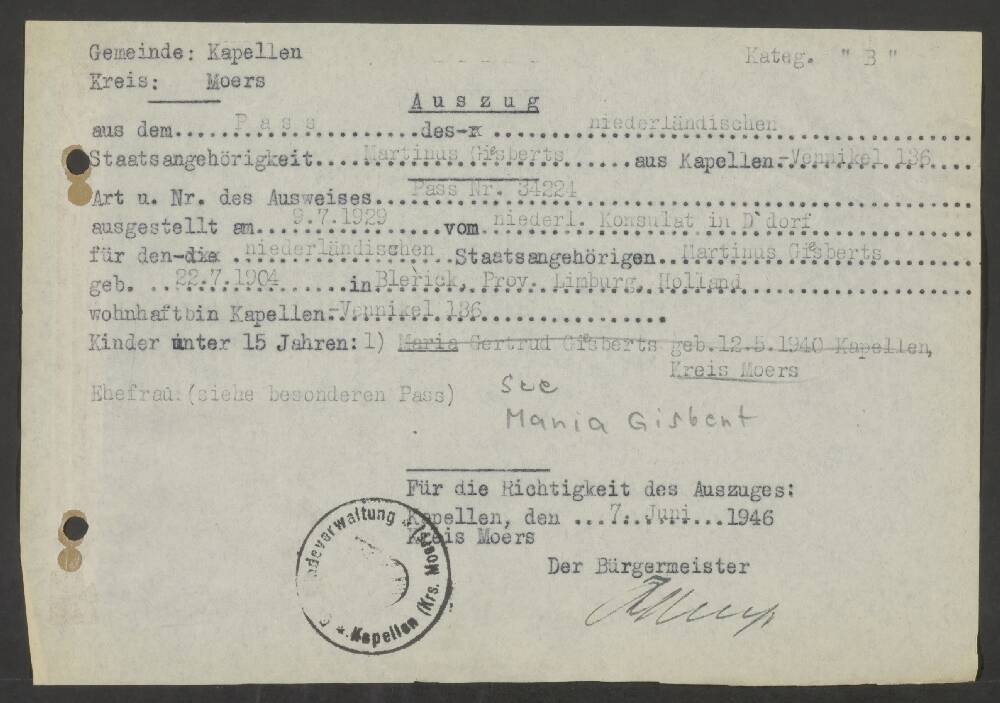 Gemeinde: Kapellen Kateg. " B "
Kreis: Moers
Auszug
aus dem.....Pass.....des-x.....niederländischen.....
Staatsangehörigkeit....Martinus Gisberts.....aus Kapellen.-Vennikel 136....
Art u. Nr. des Ausweises...Pass Nr. 34224.....
ausgestellt am...9.7.1929.....vom.niederl. Konsulat in D`dorf.....
für den-die .niederländischen..Staatsangehörigen..Martinus Gisberts.....
geb. ..22.7.1904.....in Blerick, Prov. Limburg, Holland.....
wohnhaftbin Kapellen.-Vennikel 136.....
Kinder unter 15 Jahren: 1) Maria Gertrud Gisberts geb.12.5.1940 Kapellen,
Kreis Moers
Ehefrau: (siehe besonderen Pass)
See
Maria Gisbert
Für die Richtigkeit des Auszuges:
Kapellen, den ...7. Juni....1946
Kreis Moers
Der Bürgermeister
deverwaltung
Kapellen (Krs. Moers)